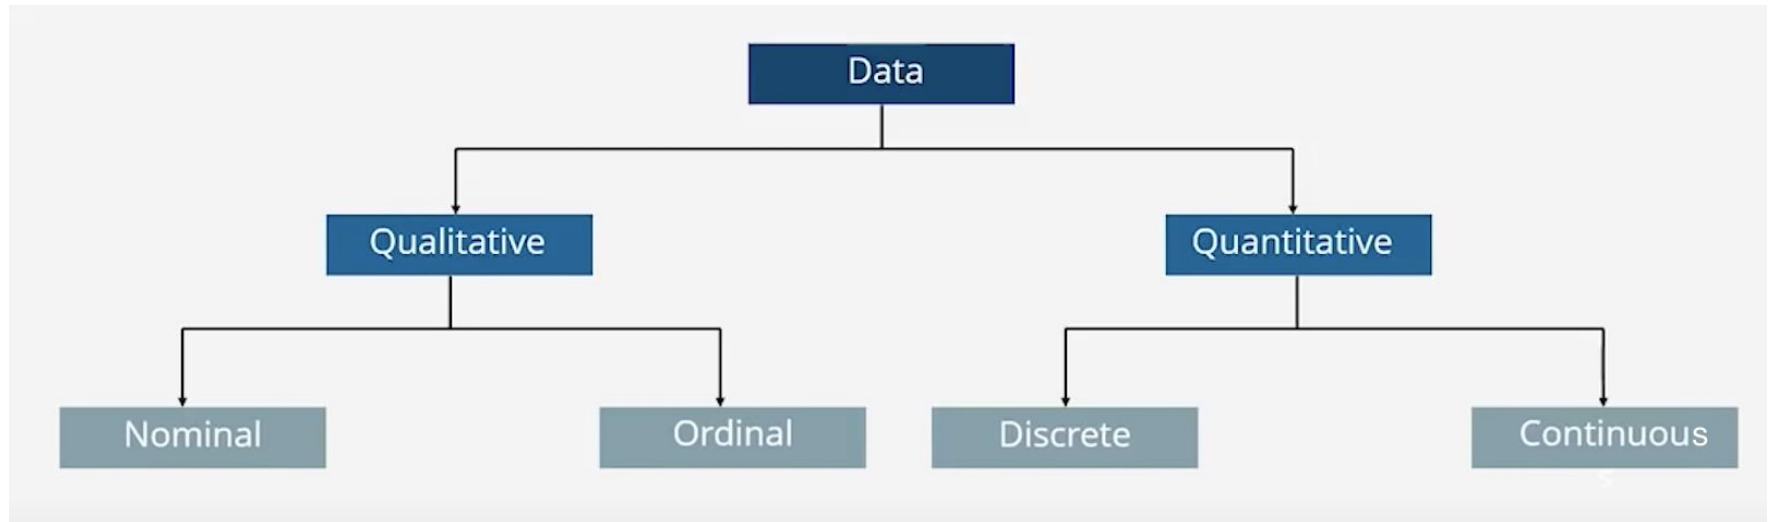 Data
Qualitative
Quantitative
Nominal
Ordinal
Discrete
Continuous
s